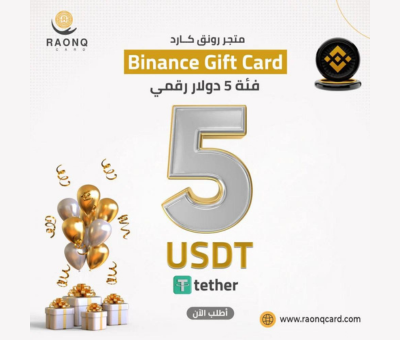 RAONQ
CARD
متجر رونق كارد
Binance Gift Card
فئة 5 دولار رقمي
5
USDT
tether
أطلب الآن
www.raonqcard.com